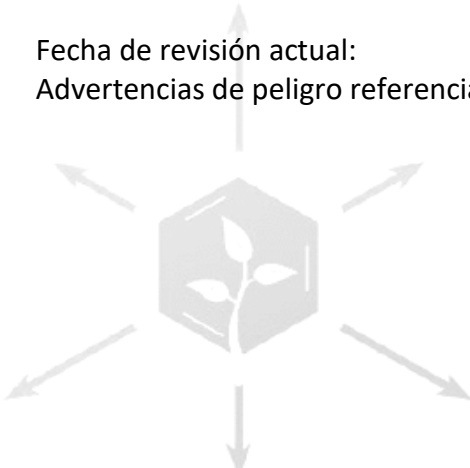 Fecha de revisión actual:
Advertencias de peligro referencia